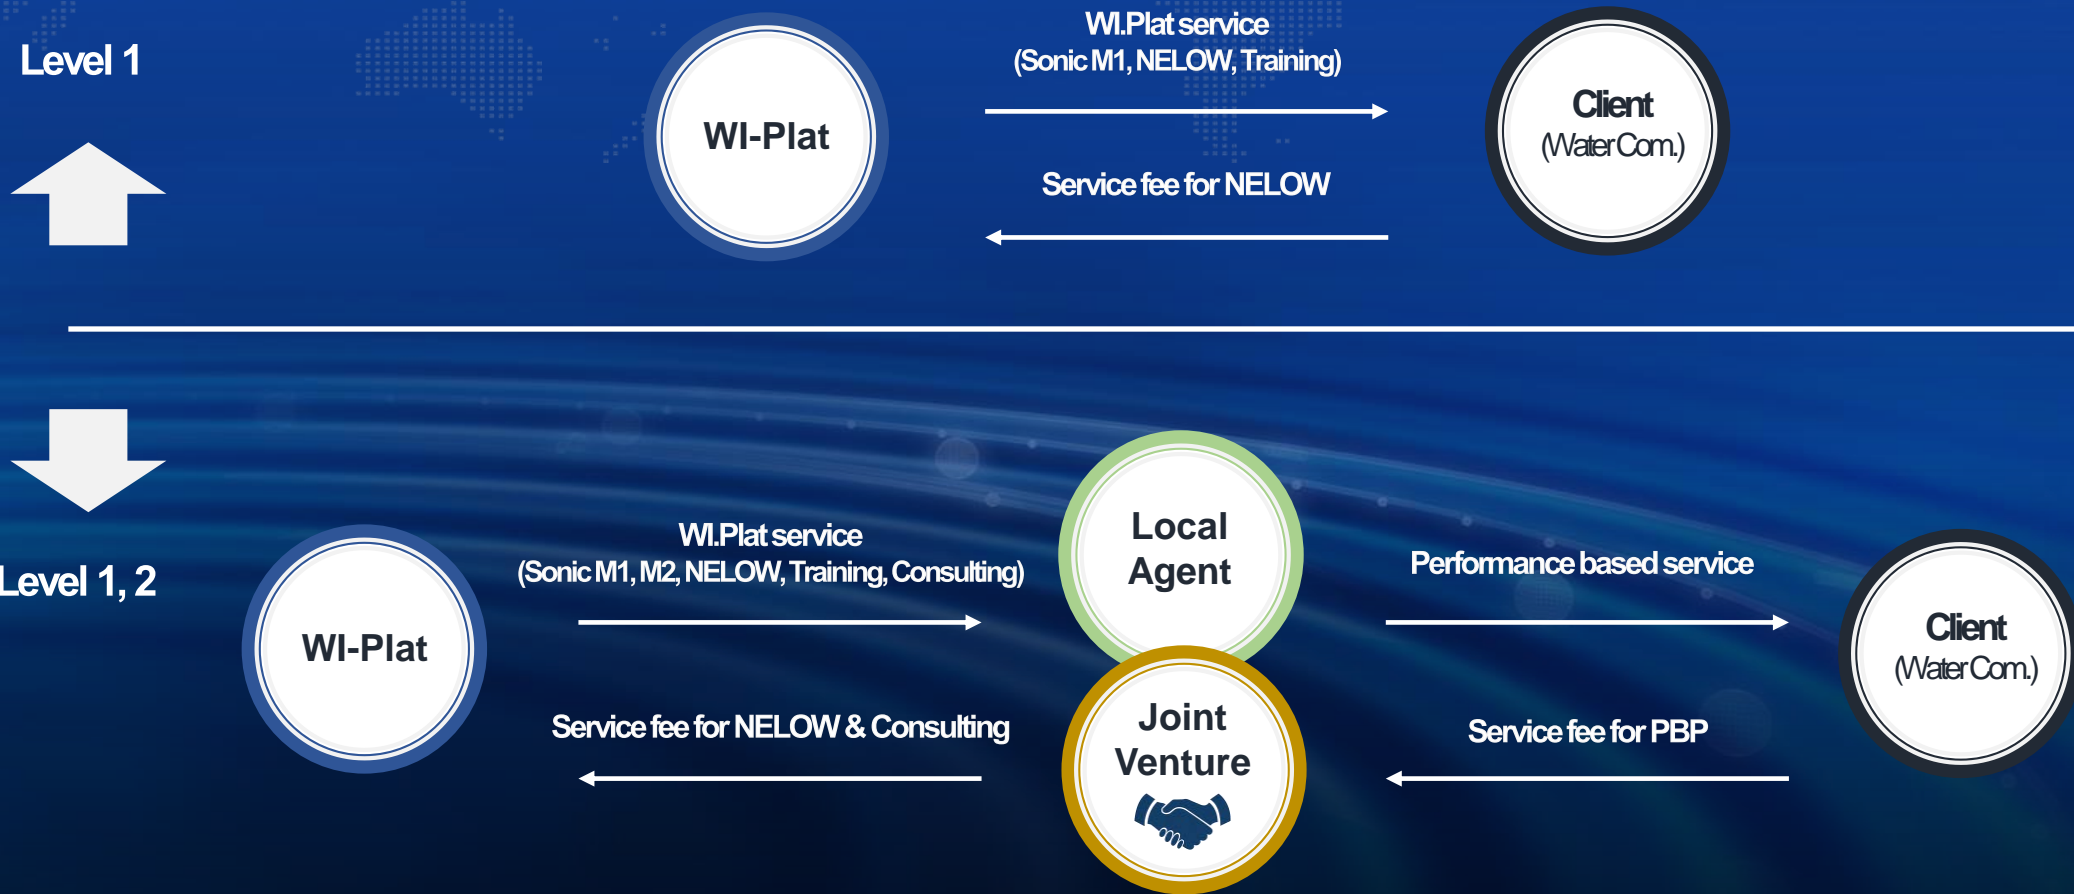 Level 1
WI-Plat
WI.Plat service
(Sonic M1, NELOW, Training)
Service fee for NELOW
Client
(Water Com.)
Level 1, 2
WI-Plat
WI.Plat service
(Sonic M1, M2, NELOW, Training, Consulting)
Service fee for NELOW & Consulting
Local
Agent
Joint
Venture
Performance based service
Service fee for PBP
Client
(Water Com.)